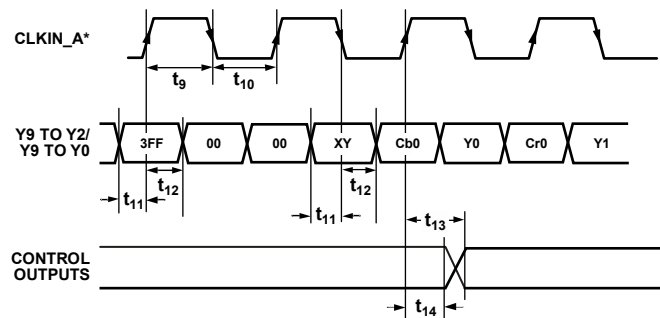 CLKIN_A*
t9
t10
Y9 TO Y2/
Y9 TO Y0
3FF
00
00
XY
Cb0
Y0
Cr0
Y1
t11
t12
t11
t12
t13
CONTROL
OUTPUTS
t14